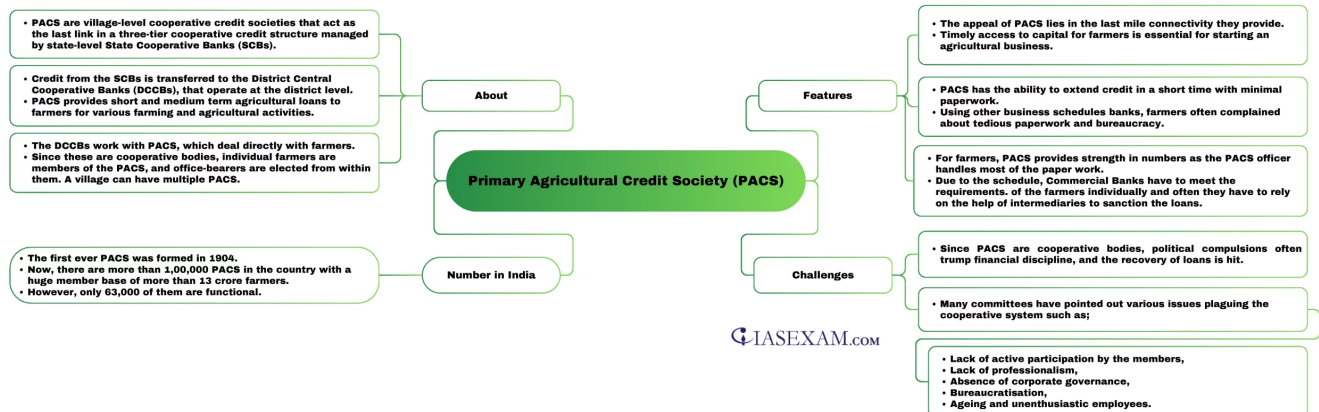 • PACS are village-level cooperative credit societies that act as
the last link in a three-tier cooperative credit structure managed
by state-level State Cooperative Banks (SCBs).
• Credit from the SCBs is transferred to the District Central
Cooperative Banks (DCCBs), that operate at the district level.
• PACS provides short and medium term agricultural loans to
farmers for various farming and agricultural activities.
• The DCCBs work with PACS, which deal directly with farmers.
• Since these are cooperative bodies, individual farmers are
members of the PACS, and office-bearers are elected from within
them. A village can have multiple PACS.
About
Primary Agricultural Credit Society (PACS)
• The first ever PACS was formed in 1904.
• Now, there are more than 1,00,000 PACS in the country with a
huge member base of more than 13 crore farmers.
• However, only 63,000 of them are functional.
Number in India
Features
• The appeal of PACS lies in the last mile connectivity they provide.
• Timely access to capital for farmers is essential for starting an
agricultural business.
• PACS has the ability to extend credit in a short time with minimal
paperwork.
• Using other business schedules banks, farmers often complained
about tedious paperwork and bureaucracy.
• For farmers, PACS provides strength in numbers as the PACS officer
handles most of the paper work.
• Due to the schedule, Commercial Banks have to meet the
requirements. of the farmers individually and often they have to rely
on the help of intermediaries to sanction the loans.
Challenges
• Since PACS are cooperative bodies, political compulsions often
trump financial discipline, and the recovery of loans is hit.
• Many committees have pointed out various issues plaguing the
cooperative system such as;
• Lack of active participation by the members,
• Lack of professionalism,
• Absence of corporate governance,
• Bureaucratisation,
• Ageing and unenthusiastic employees.
IASEXAM.COM